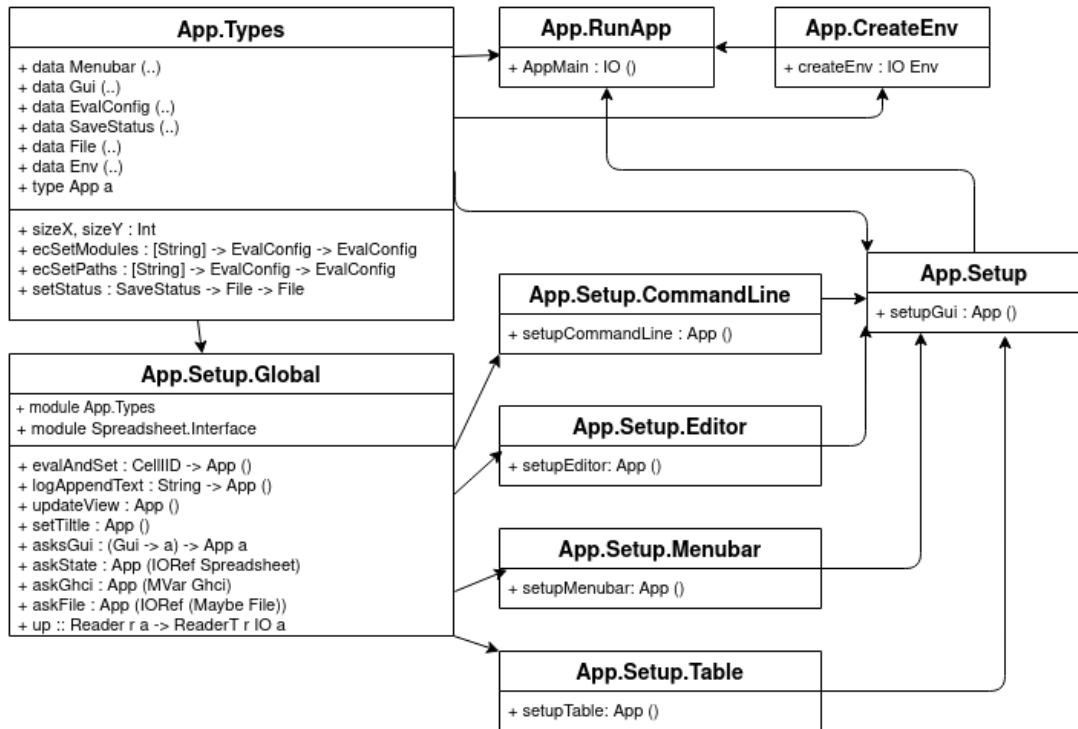 App.Types
+ data Menubar (..)
+ data Gui (..)
+ data EvalConfig (..)
+ data SaveStatus (..)
+ data File (..)
+ data Env (..)
+ type App a
+ sizeX, sizeY : Int
+ ecSetModules : [String] -> EvalConfig -> EvalConfig
+ ecSetPaths : [String] -> EvalConfig -> EvalConfig
+ setStatus : SaveStatus -> File -> File
App.RunApp
+ AppMain : IO ()
App.CreateEnv
+ createEnv : IO Env
App.Setup
+ setupGui : App ()
App.Setup.Global
+ module App.Types
+ module Spreadsheet.Interface
+ evalAndSet : CellIID -> App ()
+ logAppendText : String -> App ()
+ updateView : App ()
+ setTiltle : App ()
+ asksGui : (Gui -> a) -> App a
+ askState : App (IORef Spreadsheet)
+ askGhci : App (MVar Ghci)
+ askFile : App (IORef (Maybe File))
+ up :: Reader r a -> ReaderT r IO a
App.Setup.CommandLine
+ setupCommandLine : App ()
App.Setup.Editor
+ setupEditor: App ()
App.Setup.Menubar
+ setupMenubar: App ()
App.Setup.Table
+ setupTable: App ()